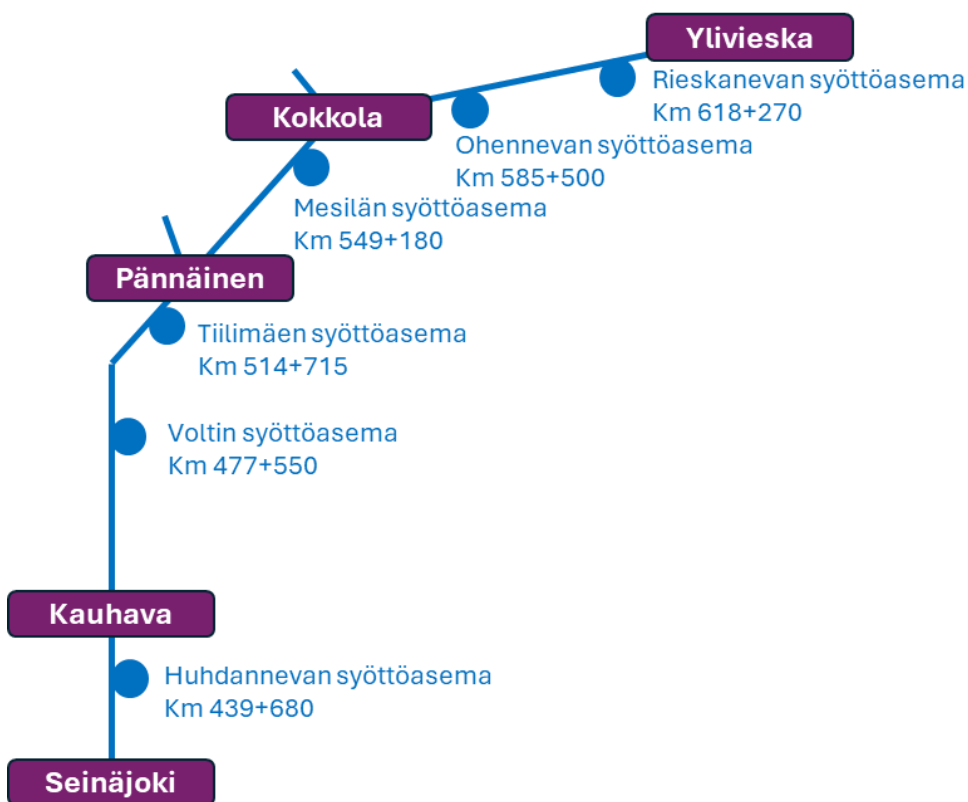 Ylivieska
Rieskanevan syöttöasema
Km 618+270
Kokkola
Ohennevan syöttöasema
Km 585+500
Mesilän syöttöasema
Km 549+180
Pännäinen
Tiilimäen syöttöasema
Km 514+715
Voltin syöttöasema
Km 477+550
Kauhava
Huhdannevan syöttöasema
Km 439+680
Seinäjoki